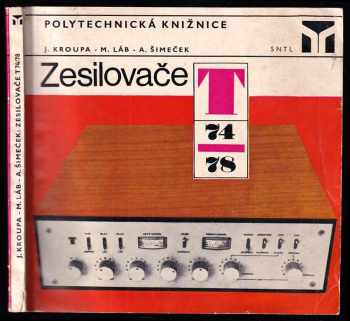 POLYTECHNICKÁ KNIŽNICE
J. KROUPA - M. LÁB - A. ŠIMEČEK
SNTL
Zesilovače
T
74
78
J. KROUPA - M. LÁB - A. ŠIMEČEK: ZESILOVAČE T 74/78